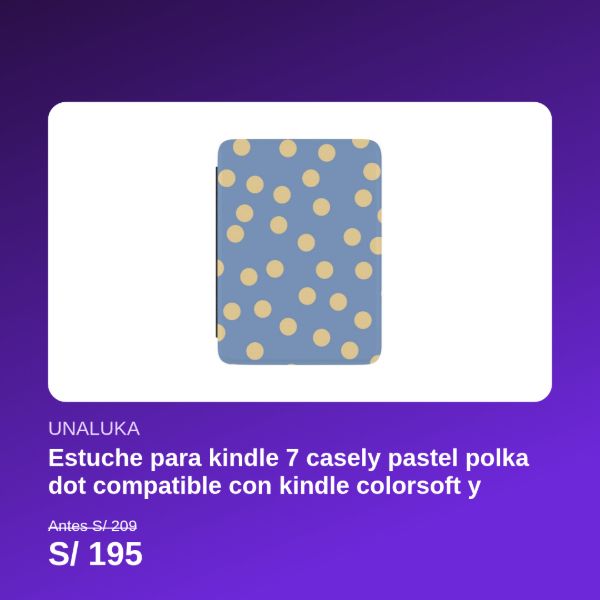 UNALUKA
Estuche para kindle 7 casely pastel polka
dot compatible con kindle colorsoft y
Antes S/ 209
S/ 195